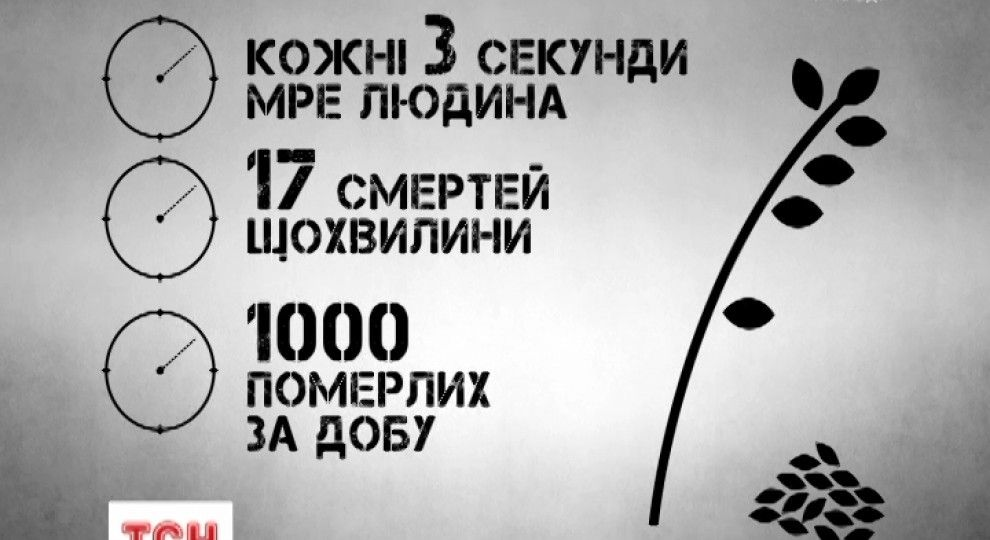 КОЖНІ 3 СЕКУНДИ
МРЕ ЛЮДИНА
17 СМЕРТЕЙ
ЩОХВИЛИНИ
1000
ПОМЕРЛИХ
ЗА ДОБУ
ТСН